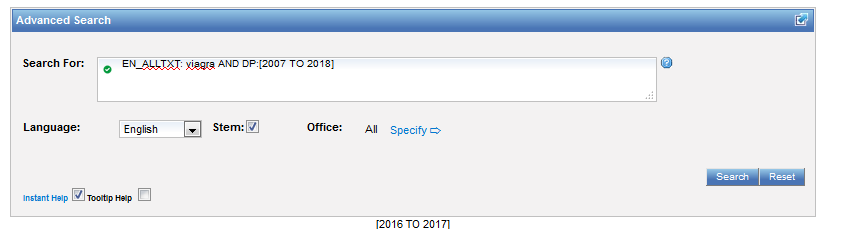 Advanced Search
Search For: EN_ALLTXT: viagra AND DP:[2007 TO 2018]
Language: English Stem: Office: All Specify ⇨
Search Reset
Instant Help Tooltip Help
[2016 TO 2017]